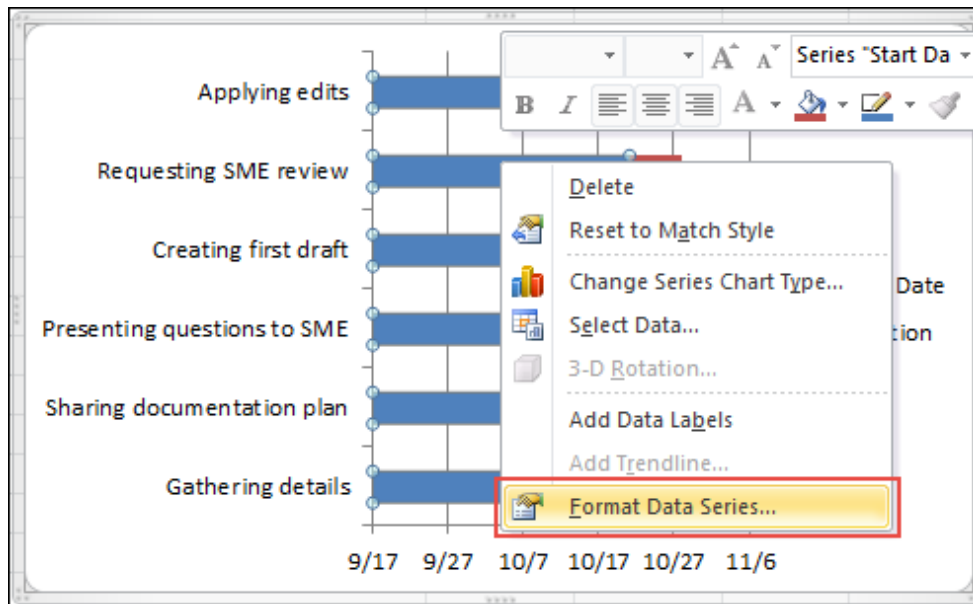 Series "Start Da
A A
B I A
Applying edits
Requesting SME review
Creating first draft
Presenting questions to SME
Sharing documentation plan
Gathering details
Delete
Reset to Match Style
Change Series Chart Type...
Select Data...
3-D Rotation...
Add Data Labels
Add Trendline...
Format Data Series...
Date
tion
9/17 9/27 10/7 10/17 10/27 11/6